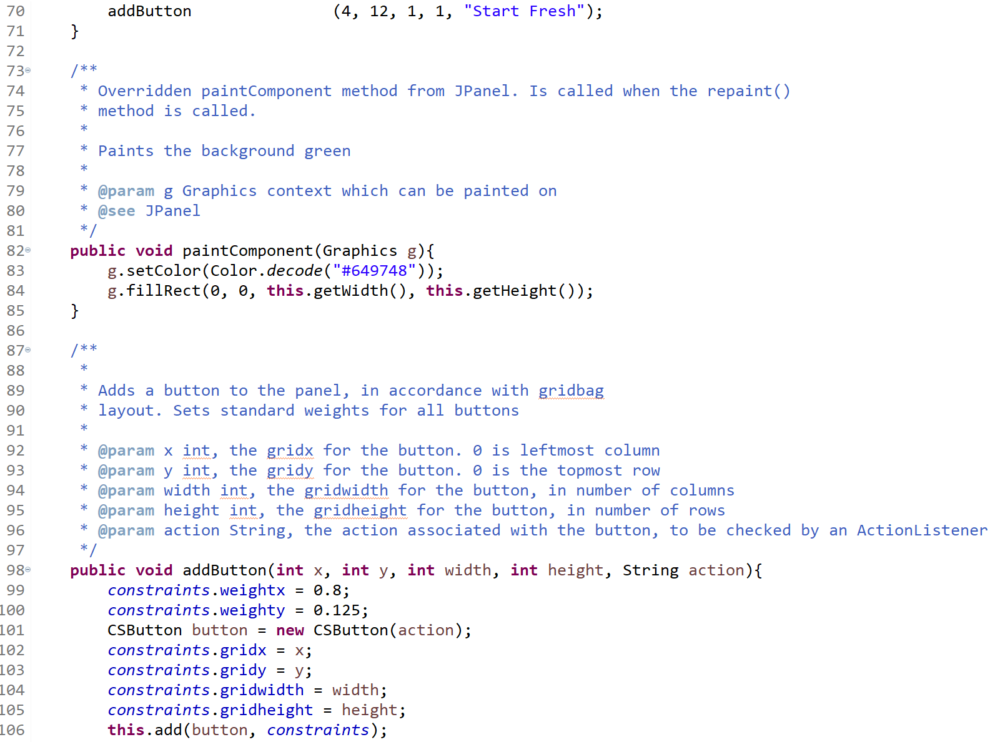 70        addButton               (4, 12, 1, 1, "Start Fresh");
71    }
72
73    /**
74     * Overridden paintComponent method from JPanel. Is called when the repaint()
75     * method is called.
76     *
77     * Paints the background green
78     *
79     * @param g Graphics context which can be painted on
80     * @see JPanel
81     */
82    public void paintComponent(Graphics g){
83        g.setColor(Color.decode("#649748"));
84        g.fillRect(0, 0, this.getWidth(), this.getHeight());
85    }
86
87    /**
88     *
89     * Adds a button to the panel, in accordance with gridbag
90     * layout. Sets standard weights for all buttons
91     *
92     * @param x int, the gridx for the button. 0 is leftmost column
93     * @param y int, the gridy for the button. 0 is the topmost row
94     * @param width int, the gridwidth for the button, in number of columns
95     * @param height int, the gridheight for the button, in number of rows
96     * @param action String, the action associated with the button, to be checked by an ActionListener
97     */
98    public void addButton(int x, int y, int width, int height, String action){
99        constraints.weightx = 0.8;
100        constraints.weighty = 0.125;
101        CSButton button = new CSButton(action);
102        constraints.gridx = x;
103        constraints.gridy = y;
104        constraints.gridwidth = width;
105        constraints.gridheight = height;
106        this.add(button, constraints);